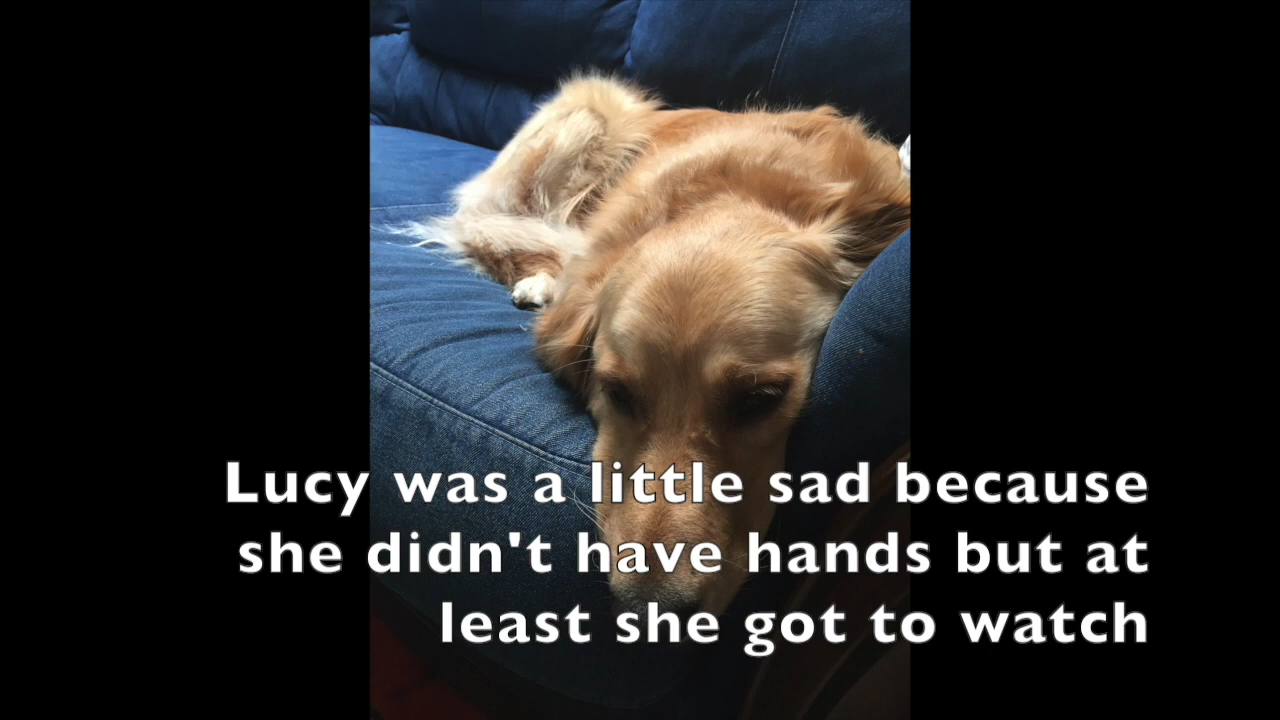 Lucy was a little sad because
she didn't have hands but at
least she got to watch